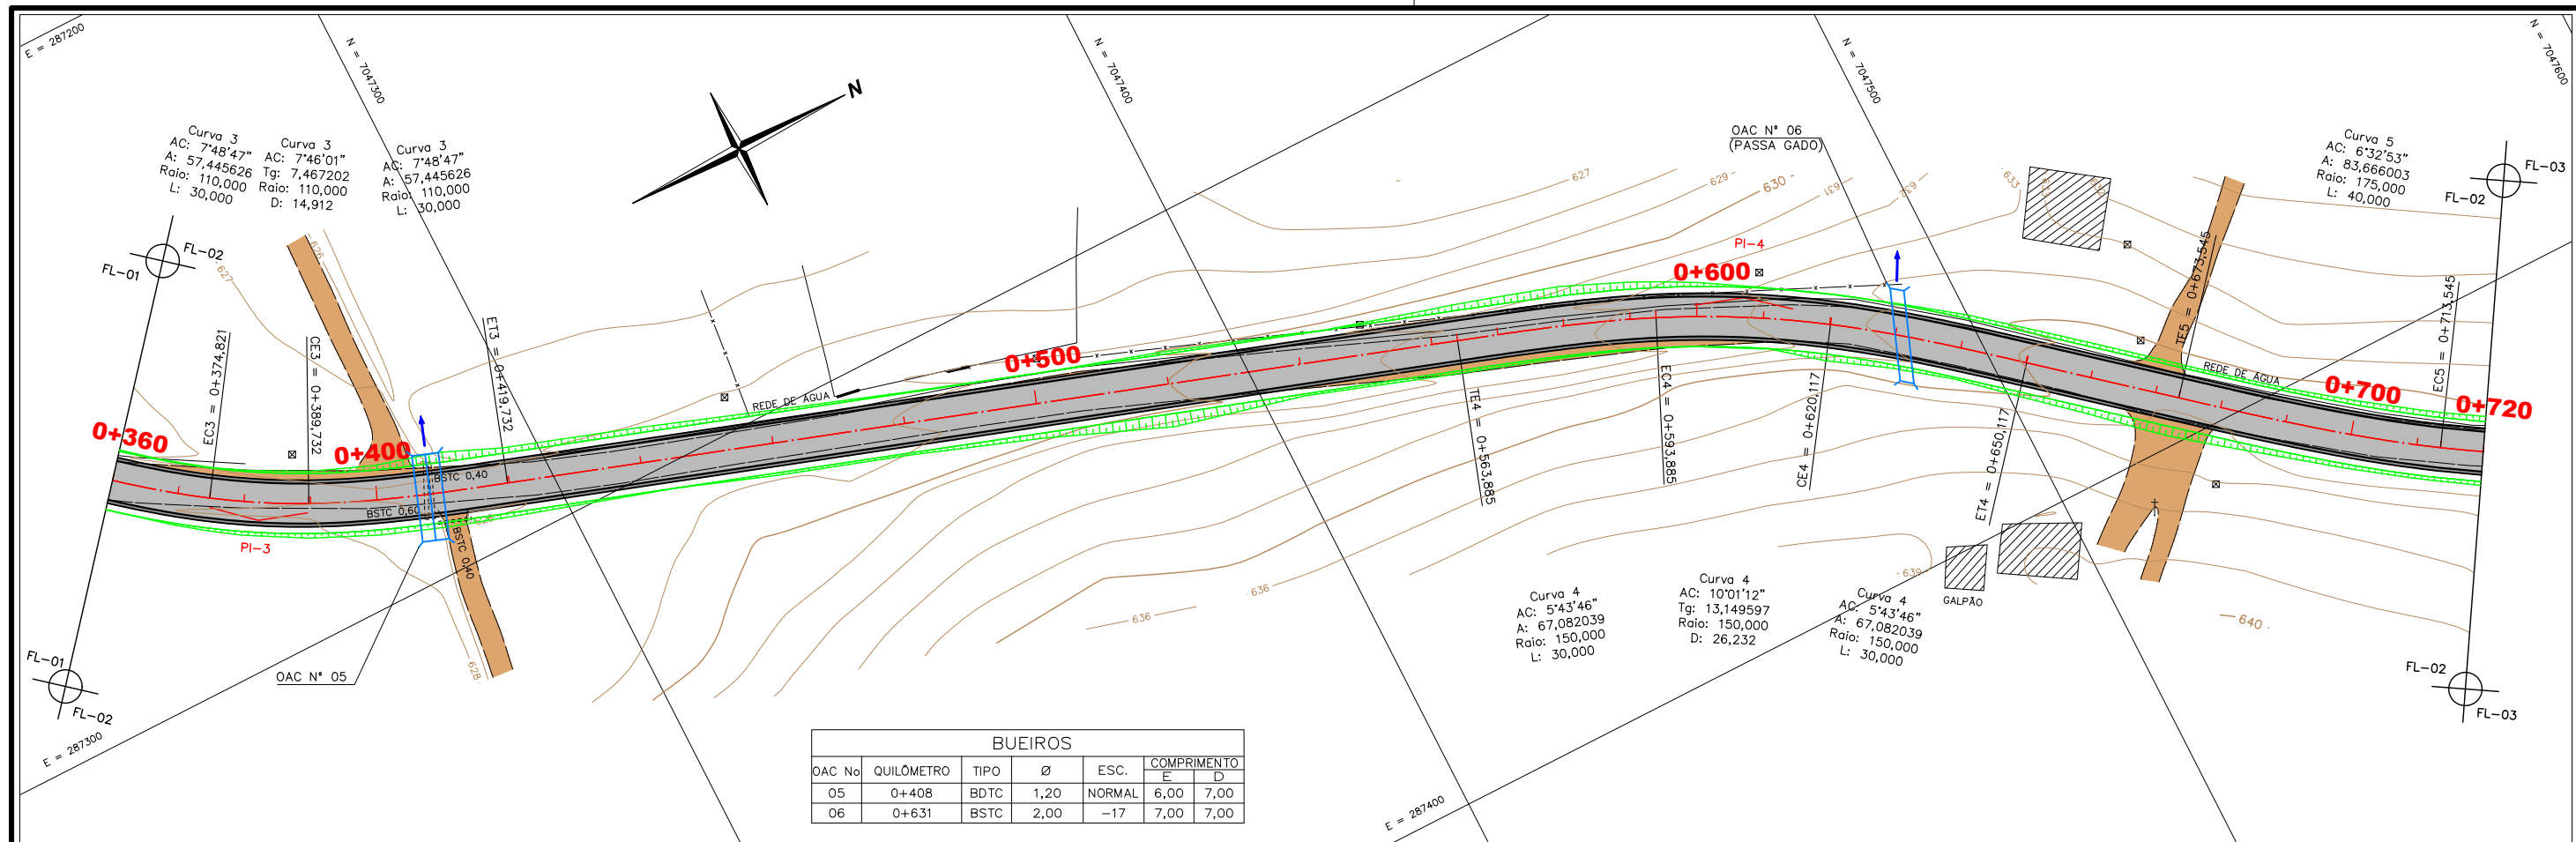 E = 287200
N = 7047300
N = 7047400
N = 7047500
N = 7047600
N
Curva 3
AC: 7°48'47"
A: 57,445626
Raio: 110,000
L: 30,000
Curva 3
AC: 7°46'01"
Tg: 7,467202
Raio: 110,000
D: 14,912
Curva 3
AC: 7°48'47"
A: 57,445626
Raio: 110,000
L: 30,000
OAC N° 06
(PASSA GADO)
Curva 5
AC: 6°32'53"
A: 83,666003
Raio: 175,000
L: 40,000
FL-03
FL-02
FL-02
FL-01
627
626
627
629
630
631
632
633
PI-4
0+600
0+500
0+360
0+400
0+700
0+720
EC3 = 0+374,821
CE3 = 0+389,732
ET3 = 0+419,732
TE4 = 0+563,885
EC4 = 0+593,885
CE4 = 0+620,117
ET4 = 0+650,117
TE5 = 0+673,545
EC5 = 0+713,545
REDE DE ÁGUA
REDE DE ÁGUA
BSTC 0,40
BSTC 0,60
BSTC 0,40
PI-3
628
636
636
639
640
GALPÃO
OAC N° 05
FL-01
FL-02
E = 287300
Curva 4
AC: 5°43'46"
A: 67,082039
Raio: 150,000
L: 30,000
Curva 4
AC: 10°01'12"
Tg: 13,149597
Raio: 150,000
D: 26,232
Curva 4
AC: 5°43'46"
A: 67,082039
Raio: 150,000
L: 30,000
FL-02
FL-03
E = 287400
BUEIROS
OAC No QUILÔMETRO TIPO Ø ESC. COMPRIMENTO
E D
05 0+408 BDTC 1,20 NORMAL 6,00 7,00
06 0+631 BSTC 2,00 -17 7,00 7,00